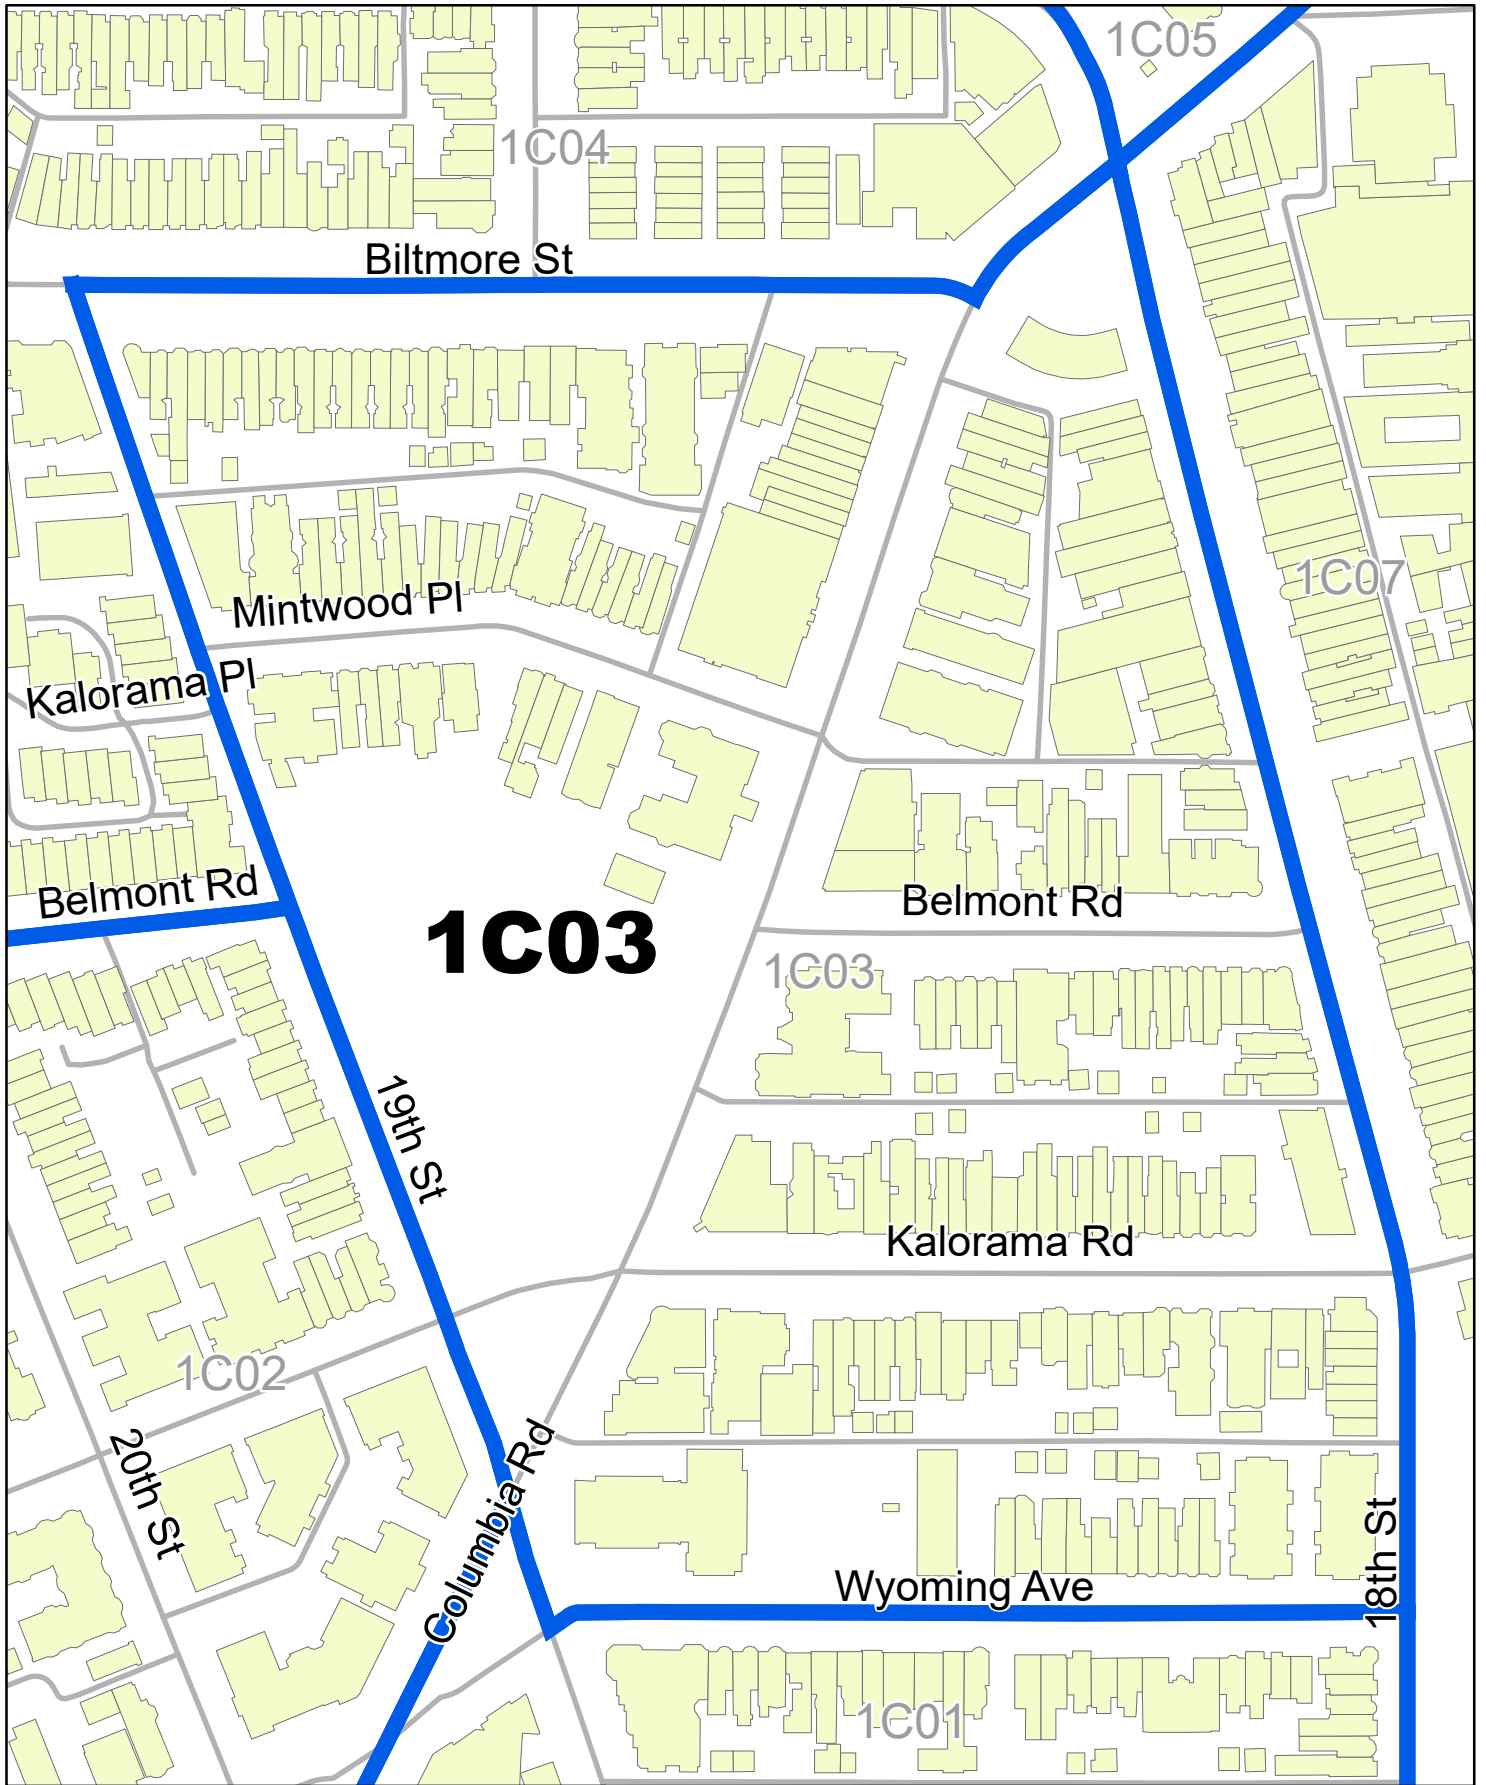 1C05
1C04
Biltmore St
1C07
Mintwood Pl
Kalorama Pl
Belmont Rd
Belmont Rd
1C03
1C03
19th St
Kalorama Rd
1C02
20th St
Columbia Rd
18th St
Wyoming Ave
1C01